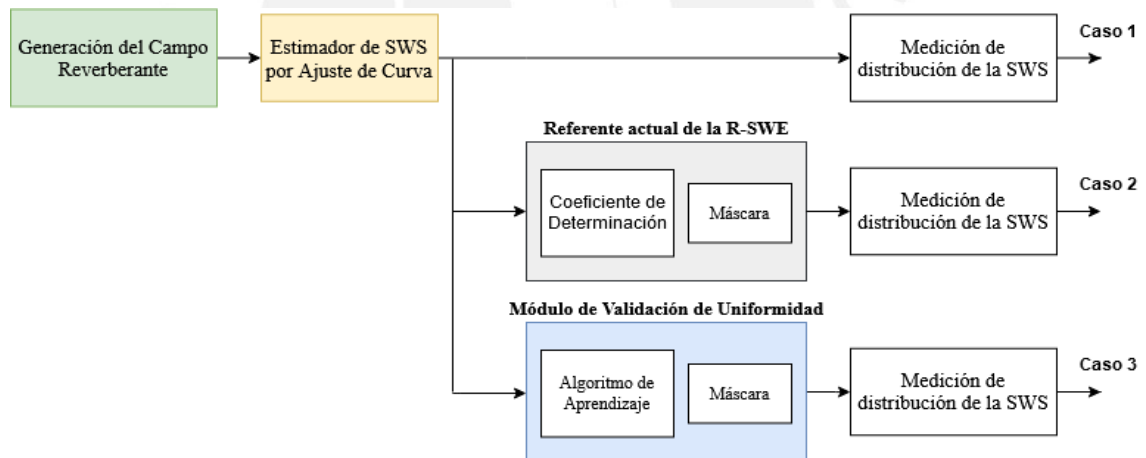 Generación del Campo
Reverberante
Estimador de SWS
por Ajuste de Curva
Medición de
distribución de la SWS
Caso 1
Referente actual de la R-SWE
Coeficiente de
Determinación
Máscara
Medición de
distribución de la SWS
Caso 2
Módulo de Validación de Uniformidad
Algoritmo de
Aprendizaje
Máscara
Medición de
distribución de la SWS
Caso 3